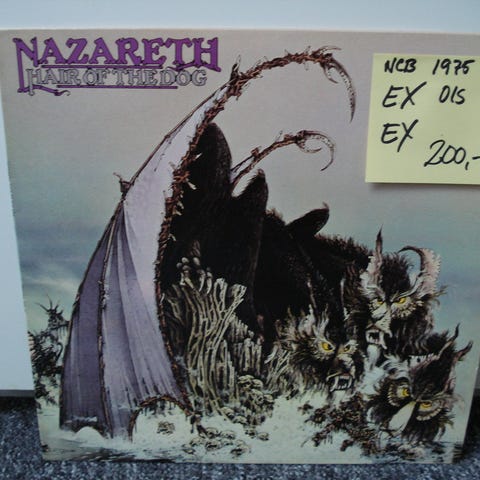 NAZARETH
HAIR OF THE DOG
NCB 1975
EX OIS
EX
200,-